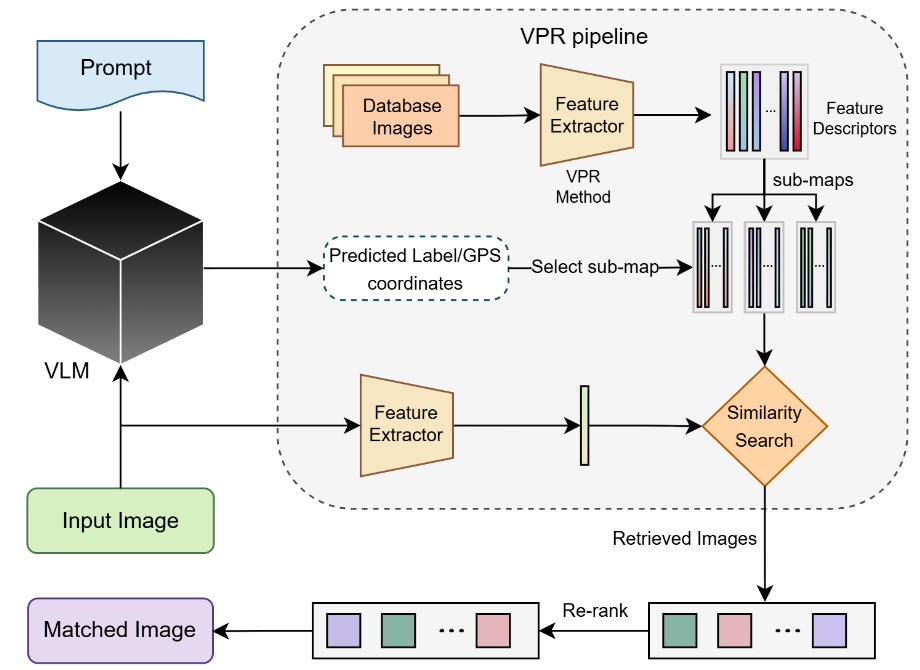 VPR pipeline
Prompt
Database
Images
Feature
Extractor
VPR
Method
...
Feature
Descriptors
sub-maps
VLM
Predicted Label/GPS
coordinates
Select sub-map
...
...
...
Feature
Extractor
Similarity
Search
Input Image
Retrieved Images
Matched Image
...
Re-rank
...